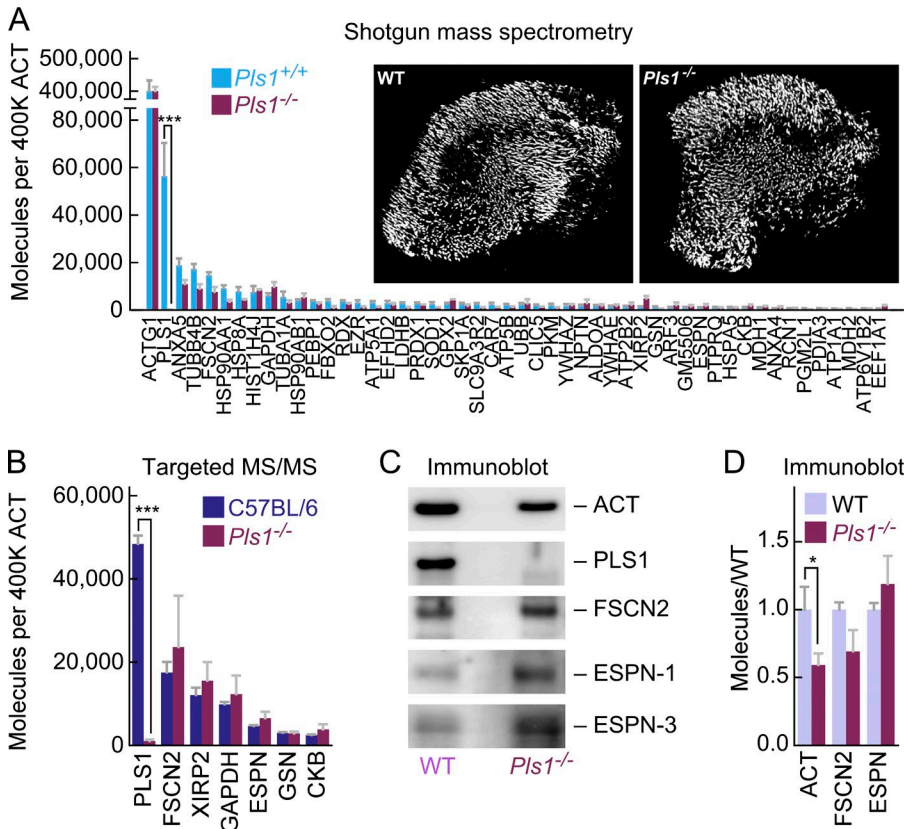 A
Shotgun mass spectrometry
Molecules per 400K ACT
500,000
400,000
80,000
60,000
40,000
20,000
0
Pls1+/+
Pls1-/-
***
WT
Pls1-/-
ACTG1
PLS1
ANXA5
TUBB4B
FSCN2
HSP90AA1
HSPA8
HIST1H4J
GAPDH
TUBA1A
HSP90AB1
PEBP1
FBXO2
RDX
EZR
ATP5A1
EFHD2
LDHB
PRDX1
SOD1
GPX2
SKP1A
SLC9A3R2
CACYBP
ATP5B
UBB
CLIC5
PKM
YWHAZ
NPTN
ALDOA
YWHAE
ATP2B2
XIRP2
GSN
ARF3
GM5506
ESPN
PTPRQ
HSPA5
CKB
MDH1
ANXA4
RCN1
PGM2L1
PDIA3
ATP1A1
MDH2
ATP6V1B2
EEF1A1
B
Targeted MS/MS
Molecules per 400K ACT
60,000
40,000
20,000
0
***
C57BL/6
Pls1-/-
PLS1
FSCN2
XIRP2
GAPDH
ESPN
GSN
CKB
C
Immunoblot
– ACT
– PLS1
– FSCN2
– ESPN-1
– ESPN-3
WT
Pls1-/-
D
Immunoblot
WT
Pls1-/-
Molecules/WT
1.5
1.0
0.5
0.0
*
ACT
FSCN2
ESPN